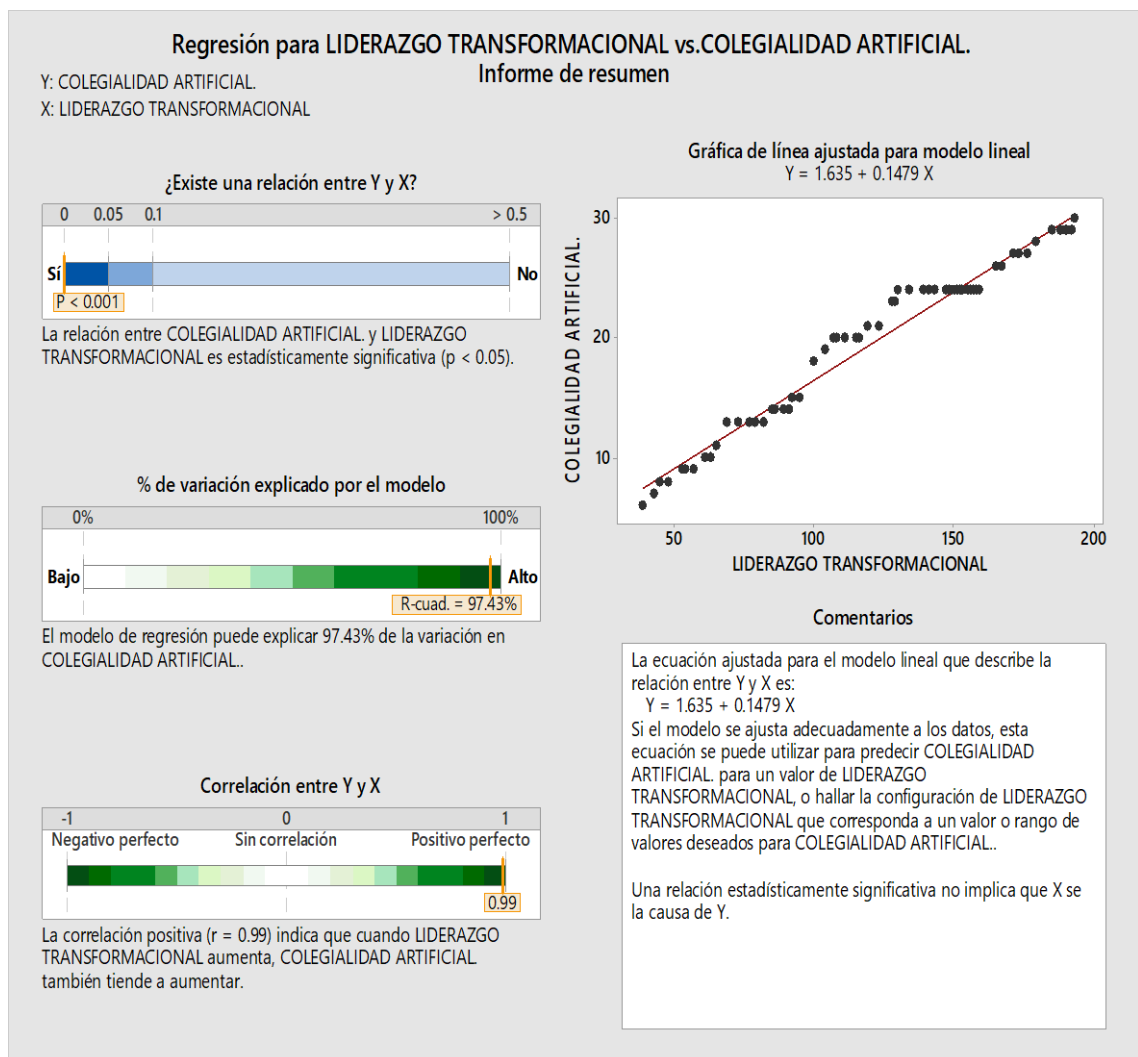 Regresión para LIDERAZGO TRANSFORMACIONAL vs.COLEGIALIDAD ARTIFICIAL.
Informe de resumen
Y: COLEGIALIDAD ARTIFICIAL.
X: LIDERAZGO TRANSFORMACIONAL
¿Existe una relación entre Y y X?
0 0.05 0.1 > 0.5
Sí No
P < 0.001
La relación entre COLEGIALIDAD ARTIFICIAL. y LIDERAZGO
TRANSFORMACIONAL es estadísticamente significativa (p < 0.05).
% de variación explicado por el modelo
0% 100%
Bajo Alto
R-cuad. = 97.43%
El modelo de regresión puede explicar 97.43% de la variación en
COLEGIALIDAD ARTIFICIAL..
Correlación entre Y y X
-1 0 1
Negativo perfecto Sin correlación Positivo perfecto
0.99
La correlación positiva (r = 0.99) indica que cuando LIDERAZGO
TRANSFORMACIONAL aumenta, COLEGIALIDAD ARTIFICIAL.
también tiende a aumentar.
Gráfica de línea ajustada para modelo lineal
Y = 1.635 + 0.1479 X
COLEGIALIDAD ARTIFICIAL.
30
20
10
50 100 150 200
LIDERAZGO TRANSFORMACIONAL
Comentarios
La ecuación ajustada para el modelo lineal que describe la
relación entre Y y X es:
Y = 1.635 + 0.1479 X
Si el modelo se ajusta adecuadamente a los datos, esta
ecuación se puede utilizar para predecir COLEGIALIDAD
ARTIFICIAL. para un valor de LIDERAZGO
TRANSFORMACIONAL, o hallar la configuración de LIDERAZGO
TRANSFORMACIONAL que corresponda a un valor o rango de
valores deseados para COLEGIALIDAD ARTIFICIAL..
Una relación estadísticamente significativa no implica que X se
la causa de Y.